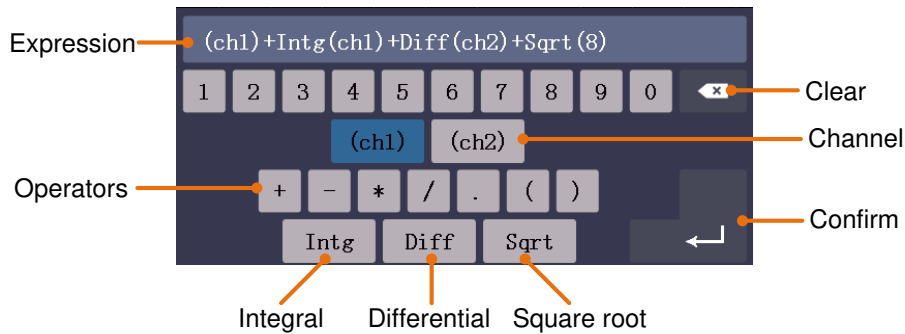 Expression
(ch1)+Intg(ch1)+Diff(ch2)+Sqrt(8)
1 2 3 4 5 6 7 8 9 0
Clear
(ch1) (ch2)
Channel
Operators
+ - * / . ( )
Confirm
Intg Diff Sqrt
Integral Differential Square root